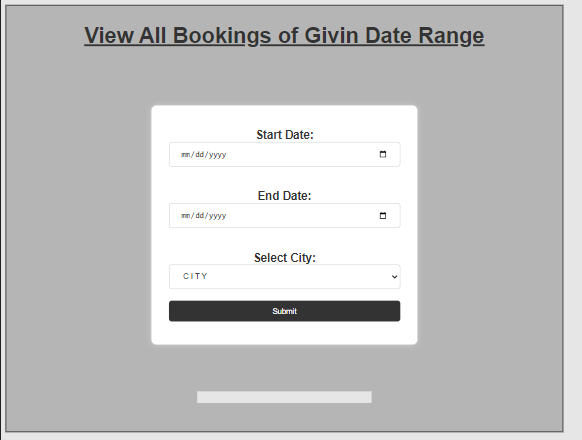 View All Bookings of Givin Date Range
Start Date:
mm/dd/yyyy
End Date:
mm/dd/yyyy
Select City:
CITY
Submit